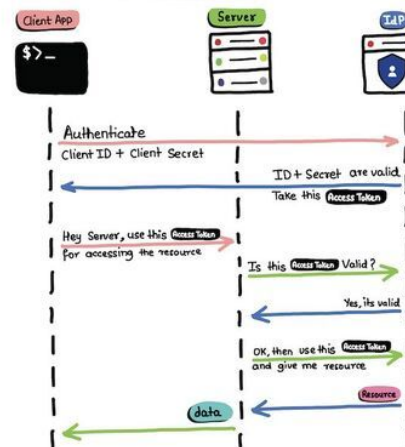 Client App
Server
IdP
$>_
Authenticate
Client ID + Client Secret
ID + Secret are valid
Take this Access Token
Hey Server, use this Access Token
for accessing the resource
Is this Access Token Valid?
Yes, its valid
OK, then use this Access Token
and give me resource
Resource
data